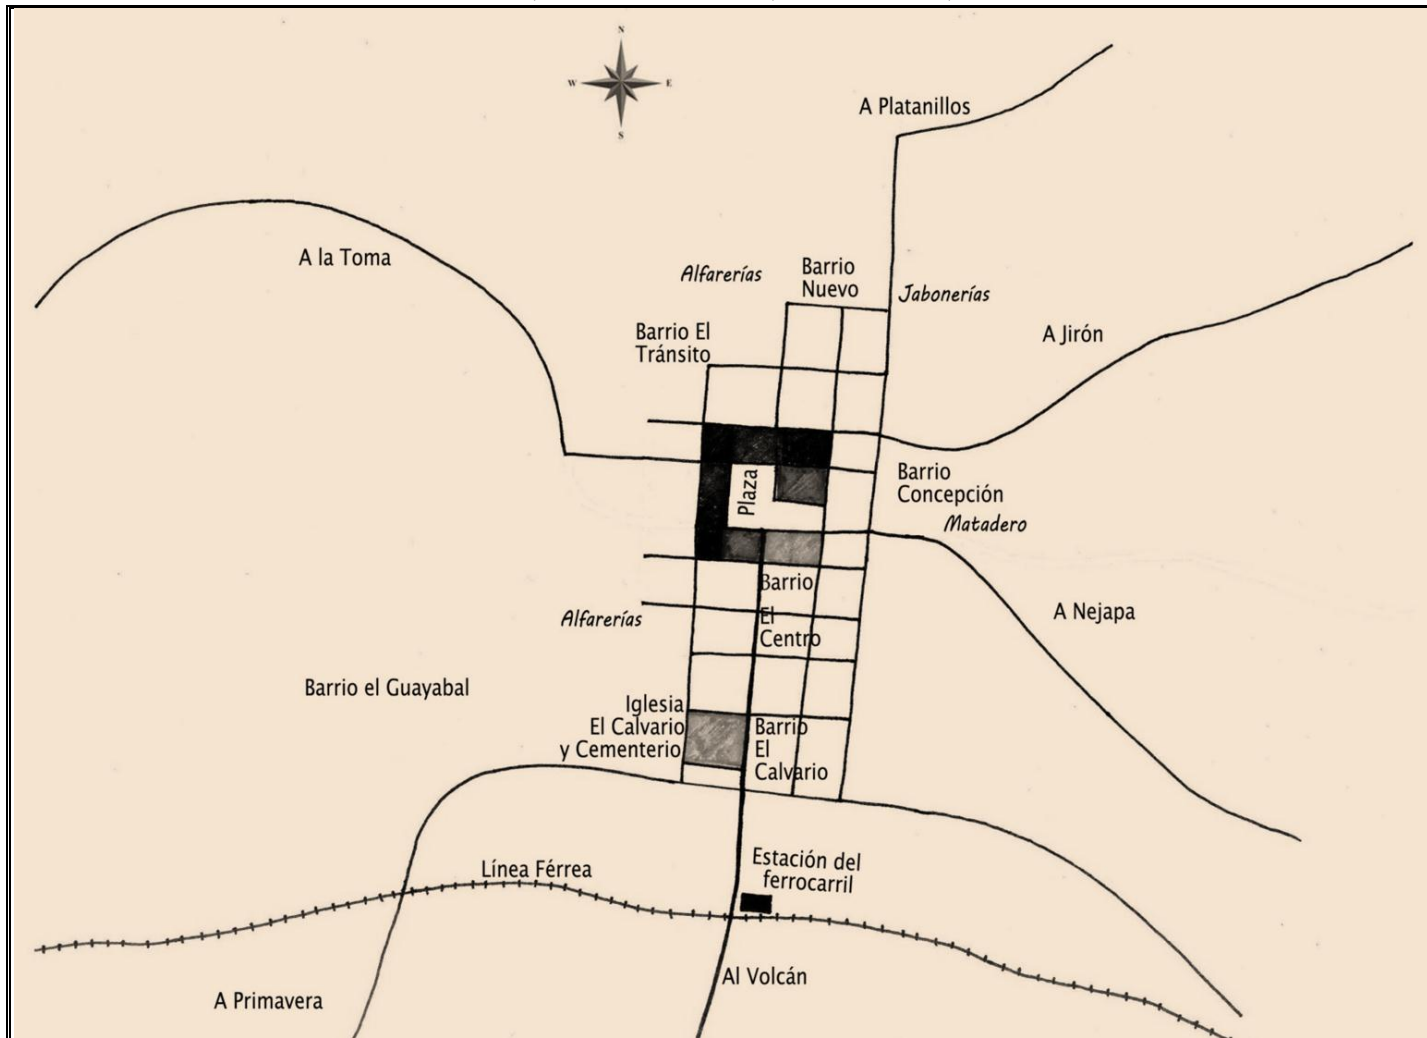 N
W E
S
A Platanillos
A la Toma
Alfarerías
Barrio
Nuevo
Jabonerías
Barrio El
Tránsito
A Jirón
Plaza
Barrio
Concepción
Matadero
Barrio
El
Centro
Alfarerías
A Nejapa
Barrio el Guayabal
Iglesia
El Calvario
y Cementerio
Barrio
El
Calvario
Línea Férrea
Estación del
ferrocarril
A Primavera
Al Volcán